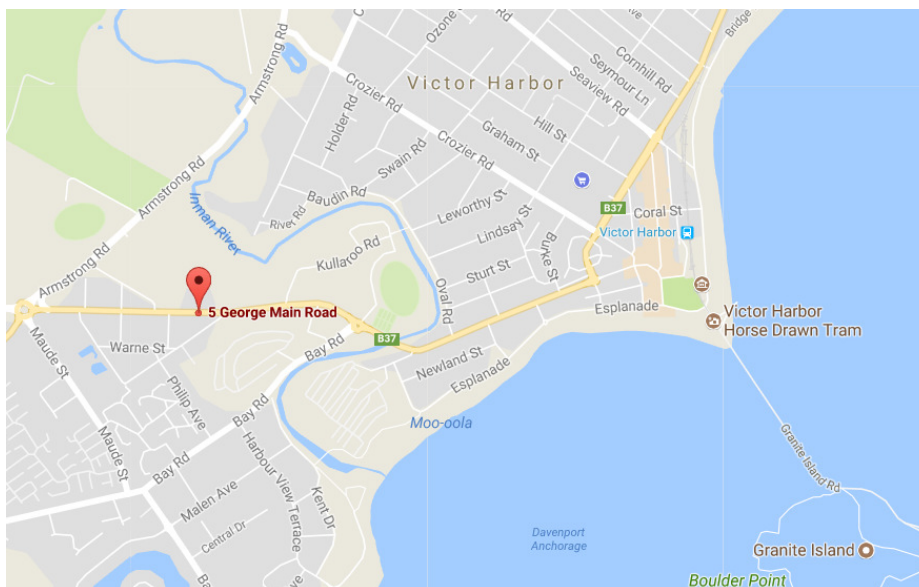 Armstrong Rd
Ozone
Bridge
Cornhill Rd
Seymour Ln
Seaview Rd
Victor Harbor
Crozier Rd
Holder Rd
Hill St
Graham St
Crozier Rd
Swain Rd
Armstrong Rd
Baudin Rd
River Rd
Inman River
Leworthy St
Lindsay St
B37
Coral St
Victor Harbor
Burke St
Kullaroo Rd
Sturt St
Armstrong Rd
Oval Rd
Esplanade
5 George Main Road
Victor Harbor
Horse Drawn Tram
B37
Bay Rd
Warne St
Maude St
Newland St
Esplanade
Philip Ave
Bay Rd
Moo-oola
Maude St
Granite Island Rd
Bay Rd
Harbour View Terrace
Malen Ave
Kent Dr
Central Dr
Davenport
Anchorage
Granite Island
Boulder Point